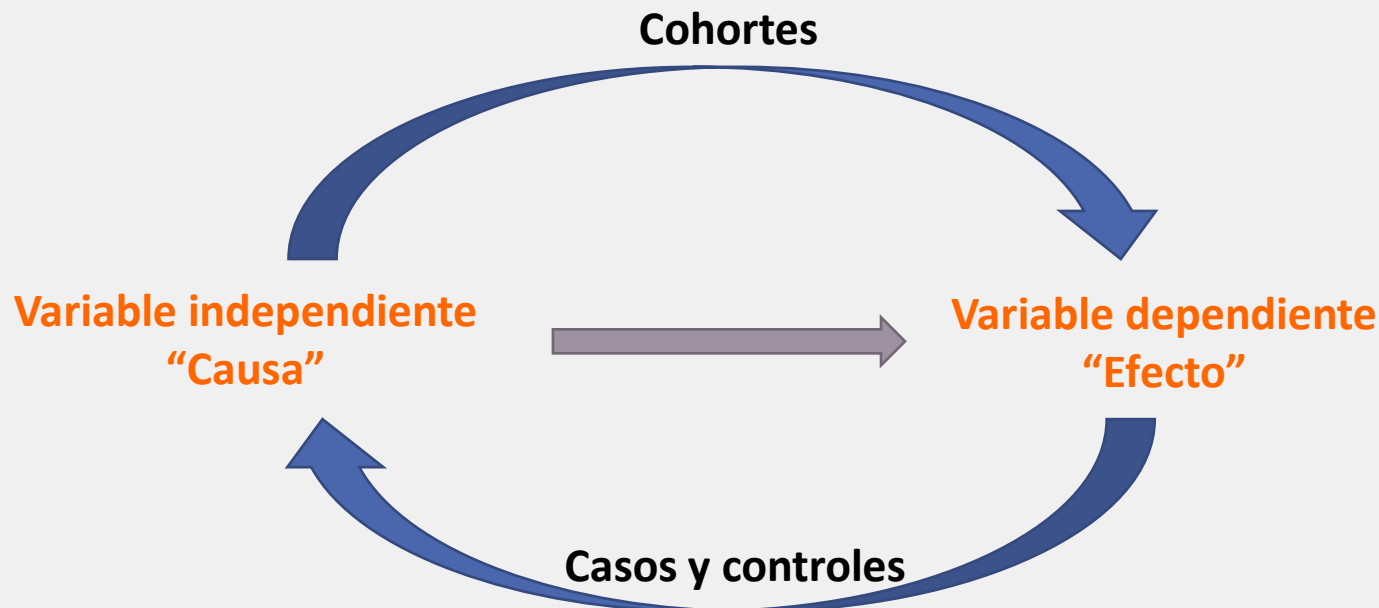 Cohortes
Variable independiente
“Causa”
Variable dependiente
“Efecto”
Casos y controles